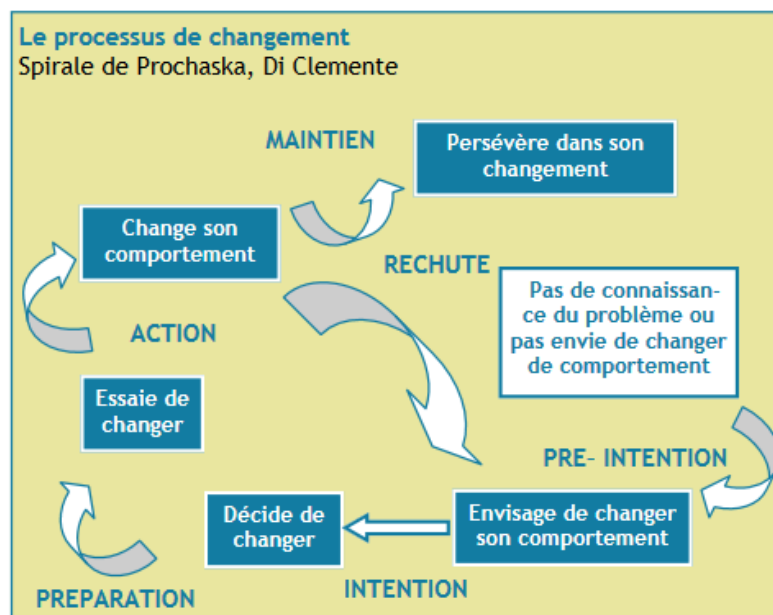 Le processus de changement
Spirale de Prochaska, Di Clemente
MAINTIEN
Persévère dans son
changement
Change son
comportement
RECHUTE
Pas de connaissan-
ce du problème ou
pas envie de changer
de comportement
ACTION
Essaie de
changer
PRE- INTENTION
Décide de
changer
Envisage de changer
son comportement
INTENTION
PREPARATION